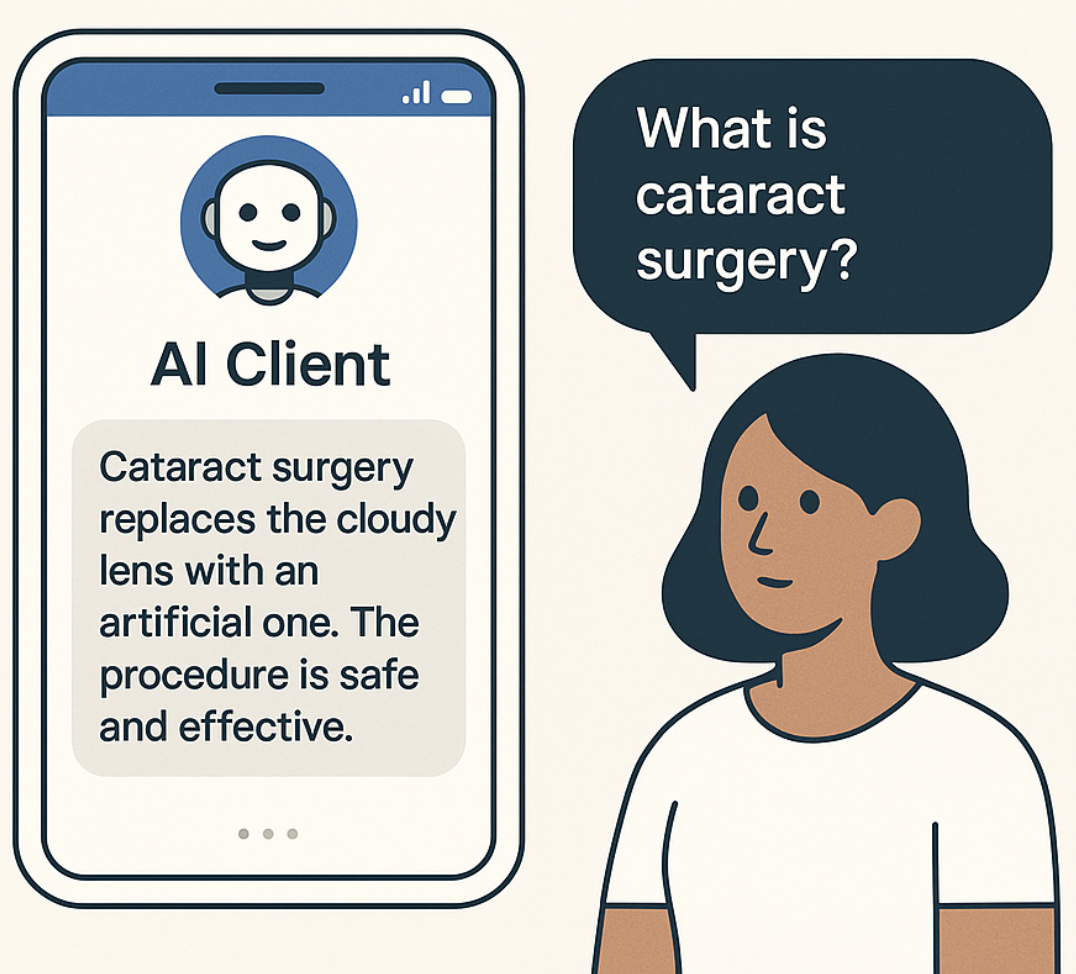 What is
cataract
surgery?
AI Client
Cataract surgery
replaces the cloudy
lens with an
artificial one. The
procedure is safe
and effective.